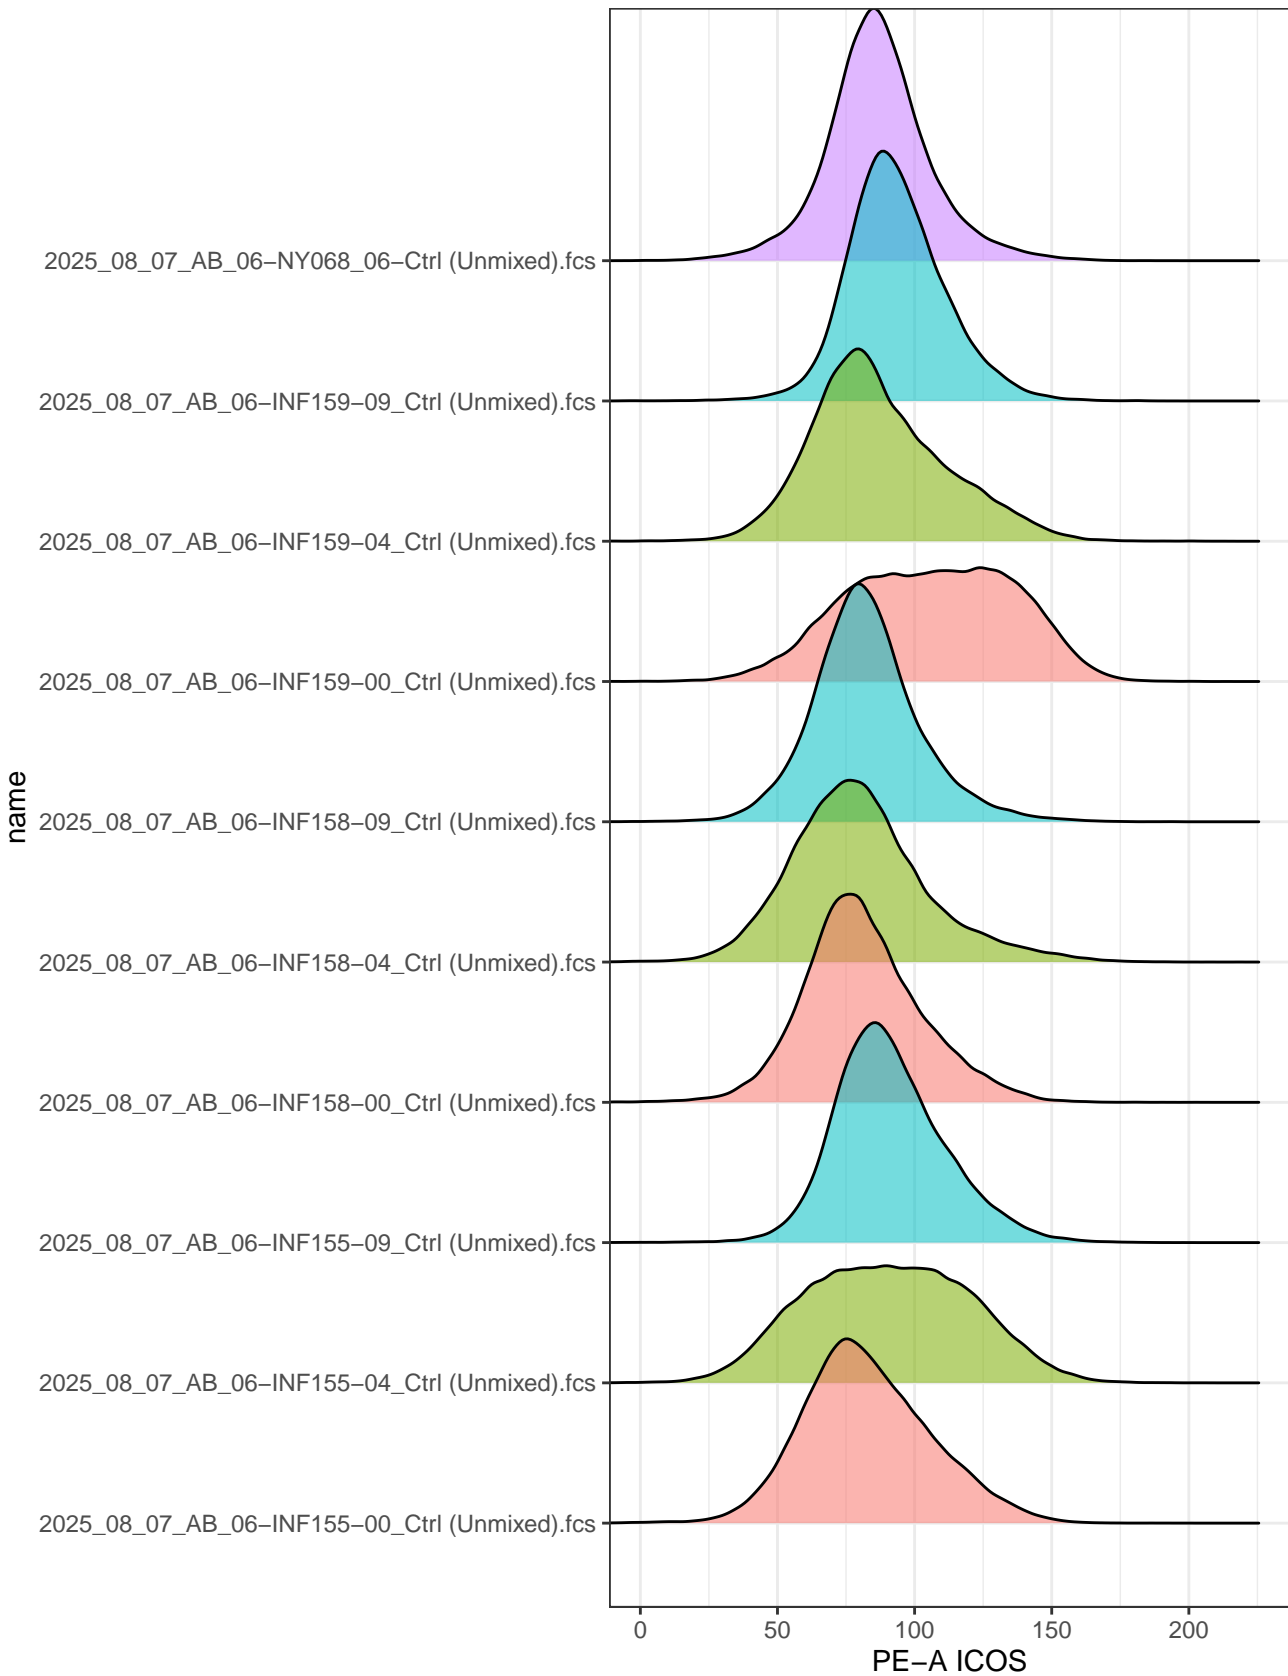 2025_08_07_AB_06−NY068_06−Ctrl (Unmixed).fcs
2025_08_07_AB_06−INF159−09_Ctrl (Unmixed).fcs
2025_08_07_AB_06−INF159−04_Ctrl (Unmixed).fcs
2025_08_07_AB_06−INF159−00_Ctrl (Unmixed).fcs
name
2025_08_07_AB_06−INF158−09_Ctrl (Unmixed).fcs
2025_08_07_AB_06−INF158−04_Ctrl (Unmixed).fcs
2025_08_07_AB_06−INF158−00_Ctrl (Unmixed).fcs
2025_08_07_AB_06−INF155−09_Ctrl (Unmixed).fcs
2025_08_07_AB_06−INF155−04_Ctrl (Unmixed).fcs
2025_08_07_AB_06−INF155−00_Ctrl (Unmixed).fcs
0 50 100 150 200
PE−A ICOS